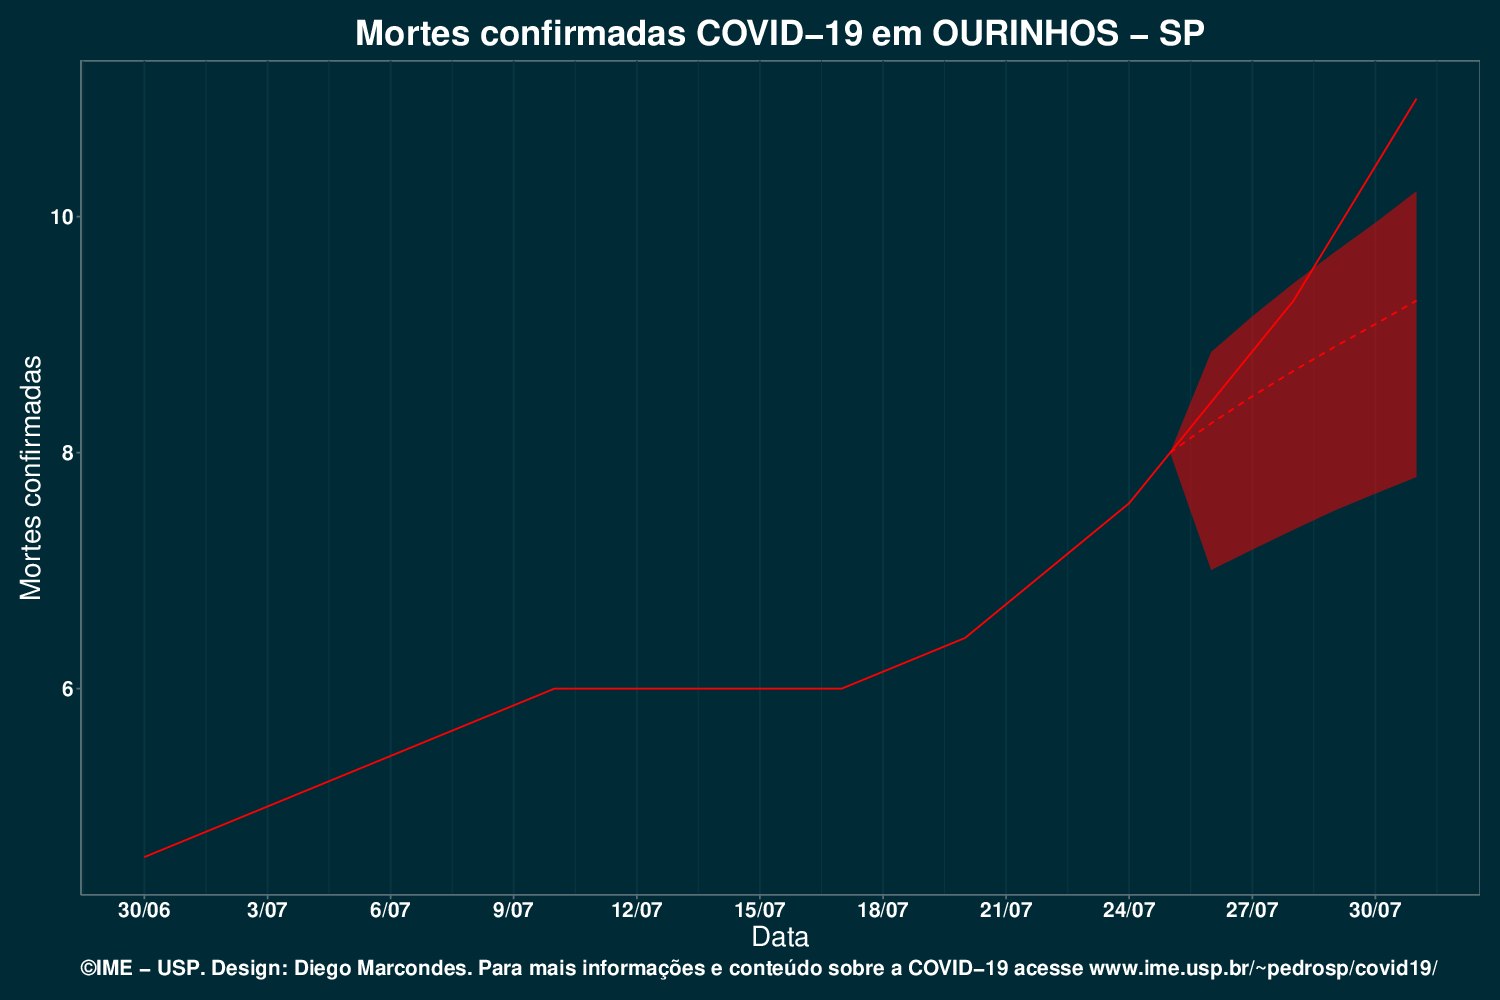 Mortes confirmadas COVID−19 em OURINHOS − SP
Mortes confirmadas
10
8
6
30/06 3/07 6/07 9/07 12/07 15/07 18/07 21/07 24/07 27/07 30/07
Data
©IME − USP. Design: Diego Marcondes. Para mais informações e conteúdo sobre a COVID−19 acesse www.ime.usp.br/~pedrosp/covid19/